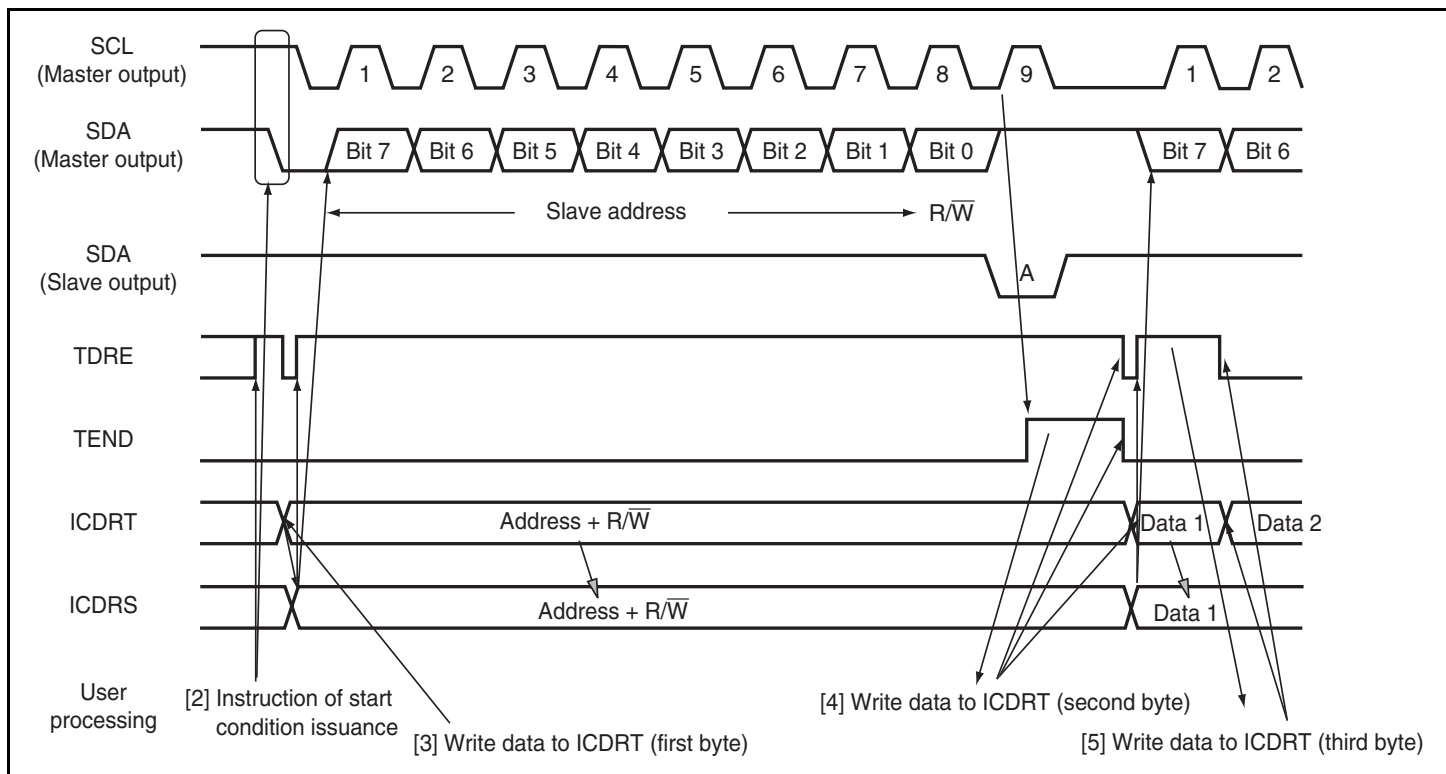 SCL
(Master output)
1 2 3 4 5 6 7 8 9 1 2
SDA
(Master output)
Bit 7 Bit 6 Bit 5 Bit 4 Bit 3 Bit 2 Bit 1 Bit 0 Bit 7 Bit 6
Slave address R/W̅
SDA
(Slave output)
A
TDRE
TEND
ICDRT
Address + R/W̅ Data 1 Data 2
ICDRS
Address + R/W̅ Data 1
User
processing
[2] Instruction of start
condition issuance
[3] Write data to ICDRT (first byte)
[4] Write data to ICDRT (second byte)
[5] Write data to ICDRT (third byte)